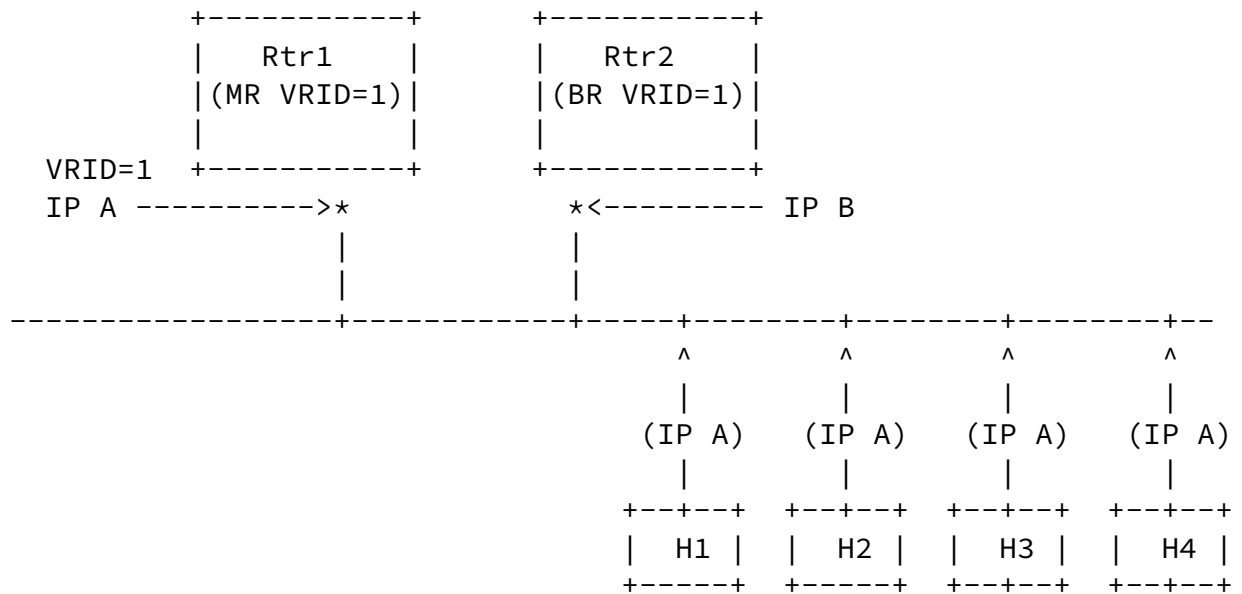 Rtr1 Rtr2
(MR VRID=1) (BR VRID=1)
VRID=1
IP A IP B
(IP A) (IP A) (IP A) (IP A)
H1 H2 H3 H4